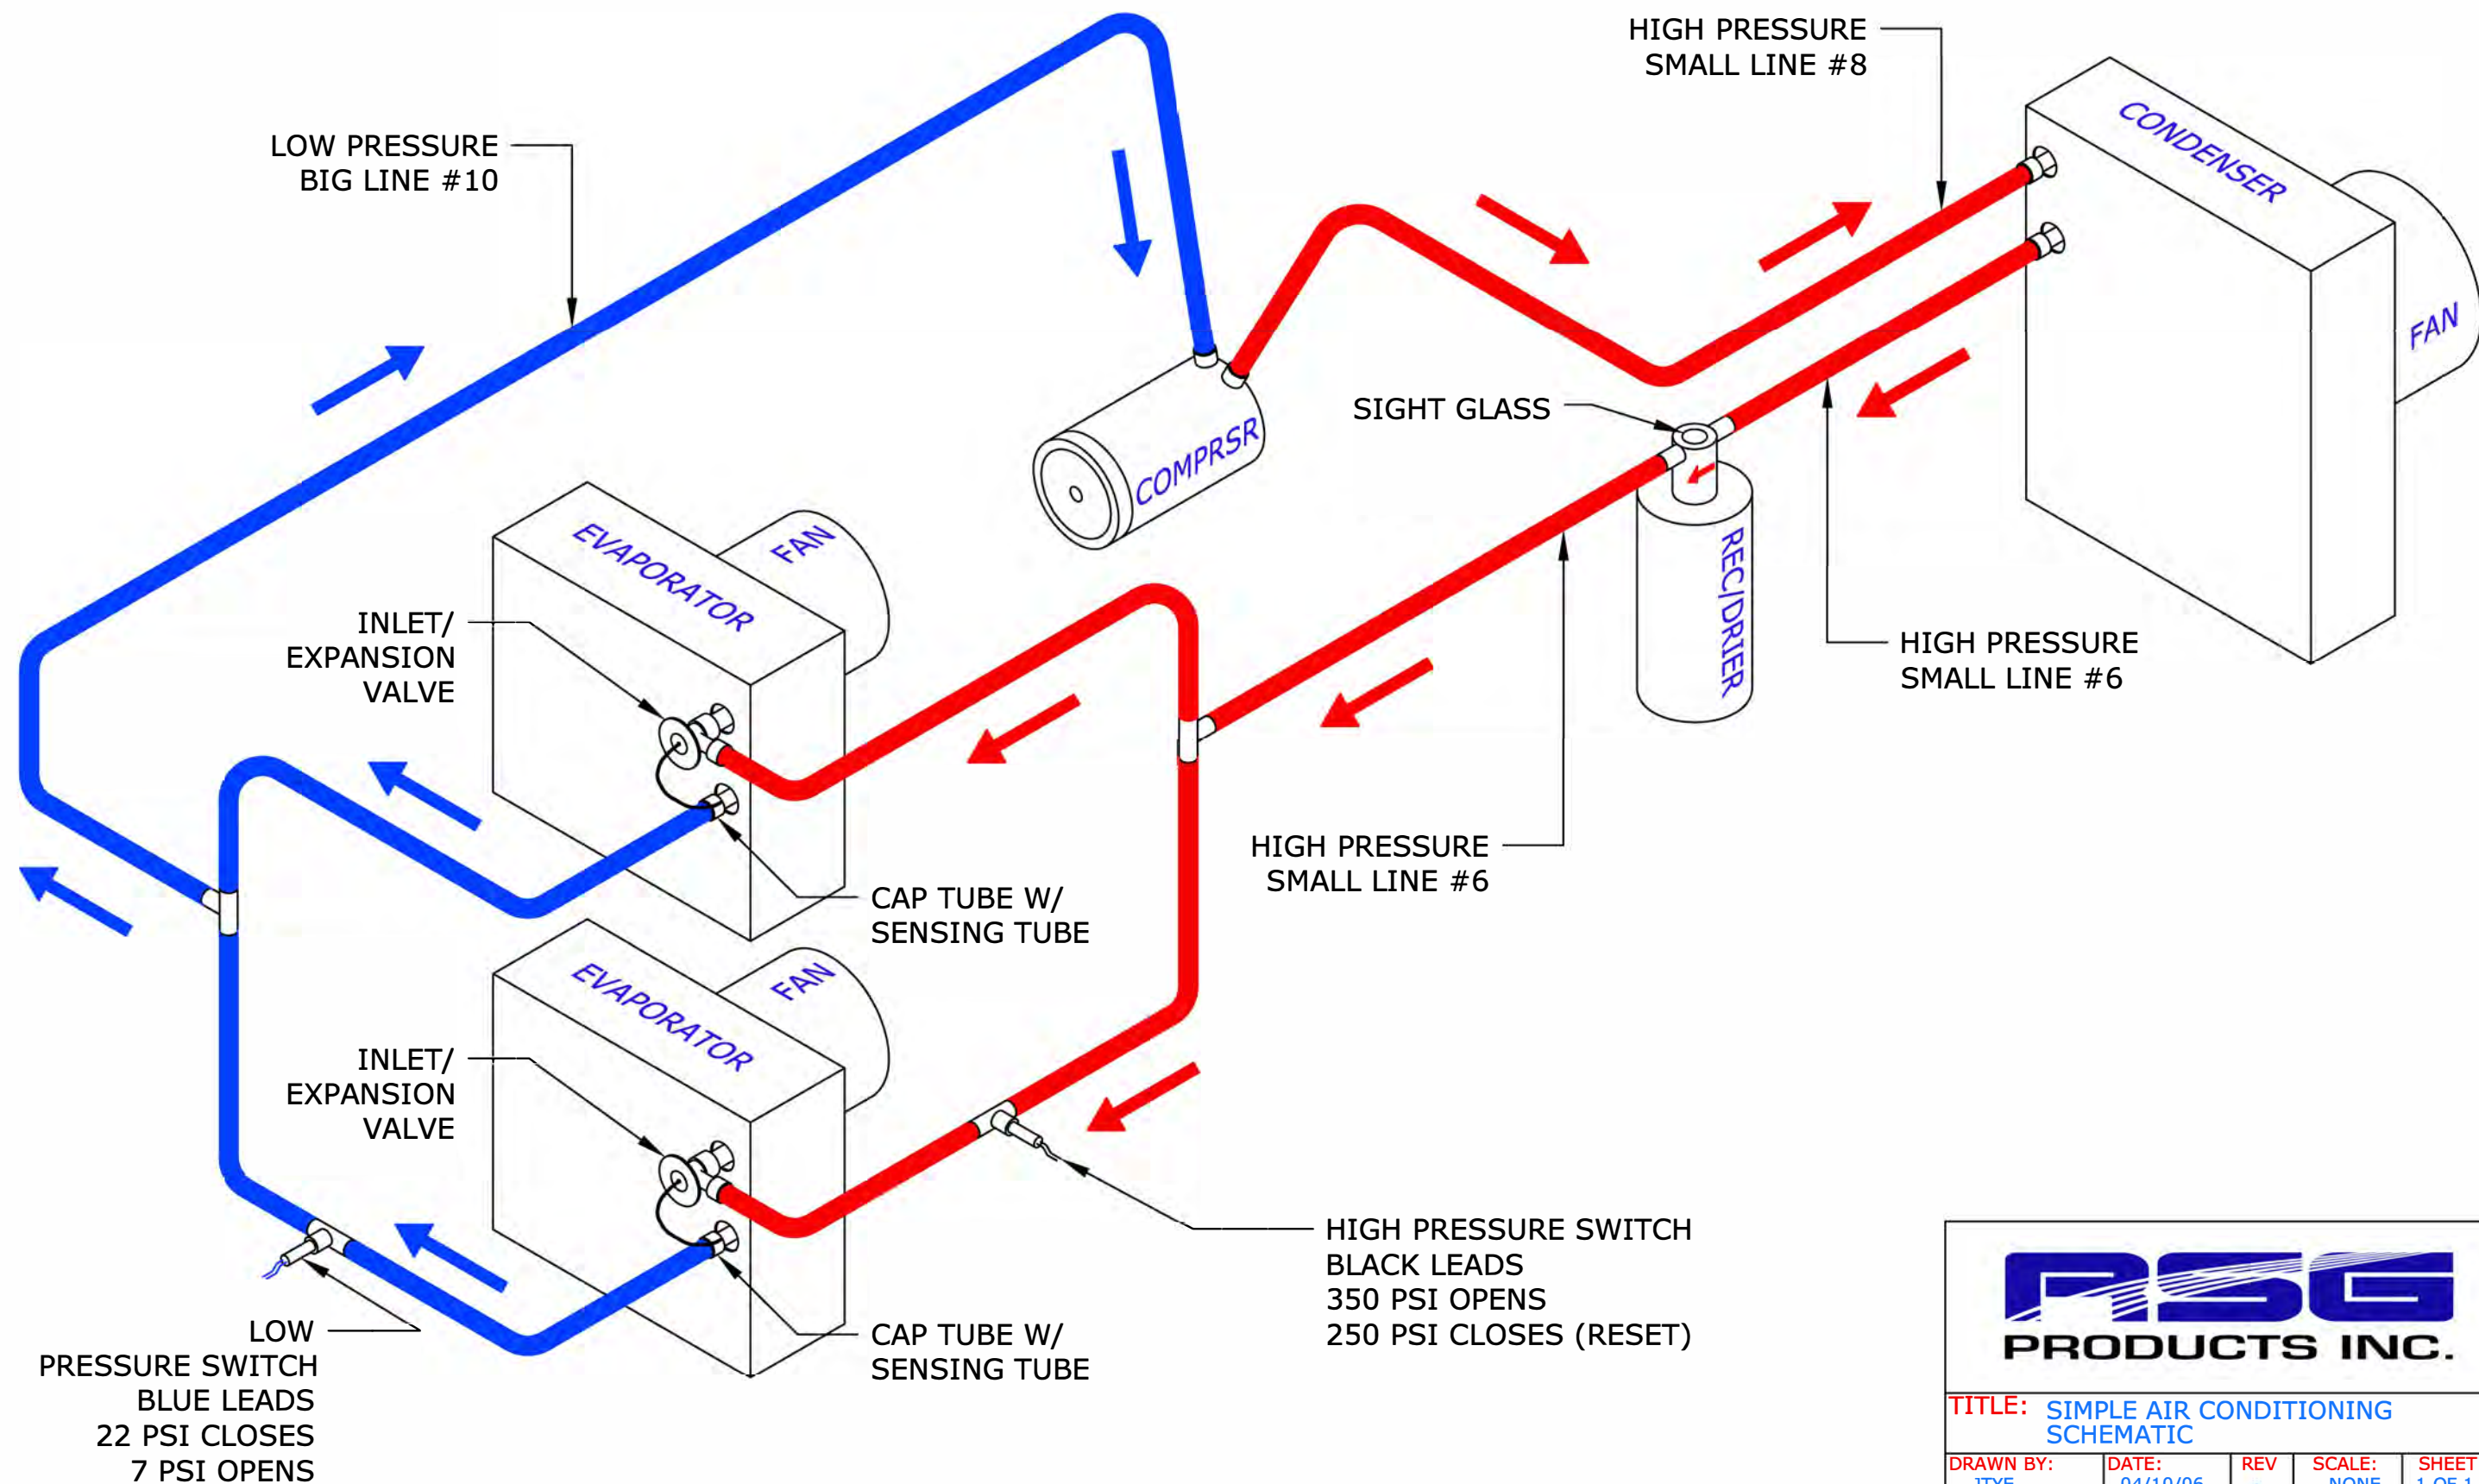 HIGH PRESSURE
SMALL LINE #8
LOW PRESSURE
BIG LINE #10
CONDENSER
FAN
SIGHT GLASS
COMPRSR
REC/DRIER
EVAPORATOR
FAN
INLET/
EXPANSION
VALVE
HIGH PRESSURE
SMALL LINE #6
HIGH PRESSURE
SMALL LINE #6
CAP TUBE W/
SENSING TUBE
EVAPORATOR
FAN
INLET/
EXPANSION
VALVE
HIGH PRESSURE SWITCH
BLACK LEADS
350 PSI OPENS
250 PSI CLOSES (RESET)
CAP TUBE W/
SENSING TUBE
LOW
PRESSURE SWITCH
BLUE LEADS
22 PSI CLOSES
7 PSI OPENS
RSG
PRODUCTS INC.
TITLE: SIMPLE AIR CONDITIONING
SCHEMATIC
DRAWN BY: DATE: REV SCALE: SHEET
NONE 1 OF 1